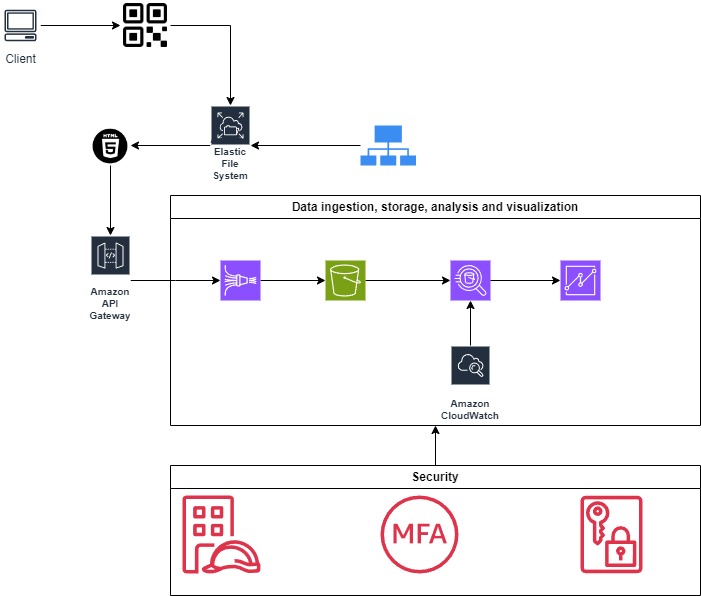 Client
HTML
5
Elastic
File
System
Data ingestion, storage, analysis and visualization
Amazon
API
Gateway
Amazon
CloudWatch
Security
MFA